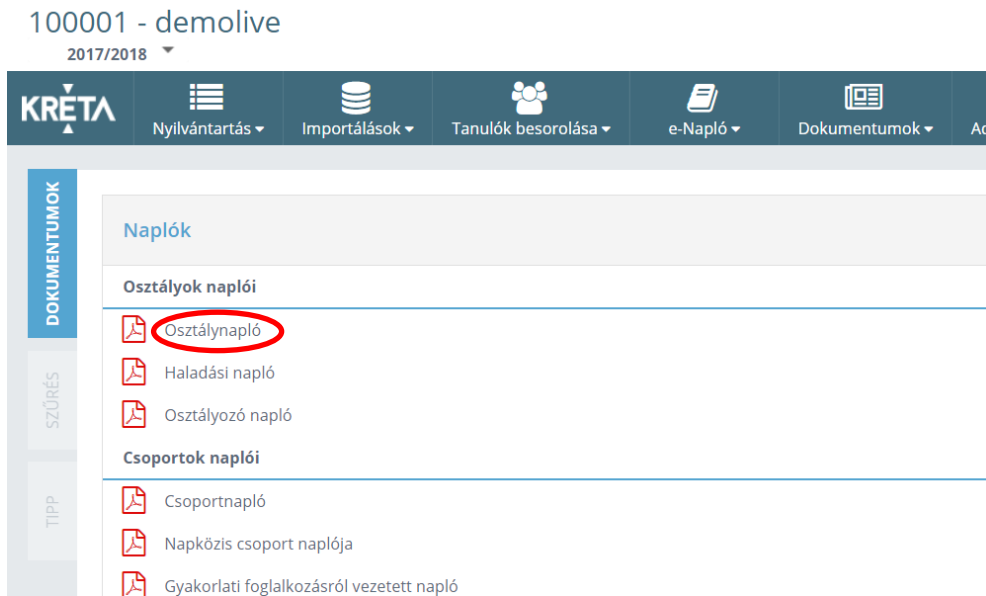 100001 - demolive
2017/2018
KRÉTA
Nyilvántartás
Importálások
Tanulók besorolása
e-Napló
Dokumentumok
DOKUMENTUMOK
SZŰRÉS
TIPP
Naplók
Osztályok naplói
Osztálynapló
Haladási napló
Osztályozó napló
Csoportok naplói
Csoportnapló
Napközis csoport naplója
Gyakorlati foglalkozásról vezetett napló